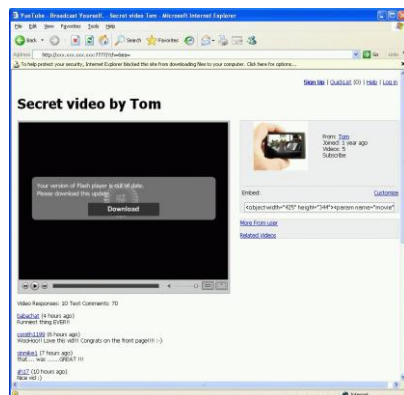 YuuTube - Broadcast Yourself. - Secret video Tom - Microsoft Internet Explorer
File Edit View Favorites Tools Help
Back Search Favorites
Address Go
To help protect your security, Internet Explorer blocked this site from downloading files to your computer. Click here for options...
Sign Up | QuickList (0) | Help | Log in
Secret video by Tom
From: Tom
Joined: 1 year ago
Videos: 5
Subscribe
Your version of Flash player is out of date.
Please download this update.
Download
Embed: Customize
<object width="425" height="344"><param name="movie"
More From user
Related Videos
Video Responses: 10 Text Comments: 70
babachat (4 hours ago)
Funniest thing EVER!!!
(6 hours ago)
WooHoo!! Love this vid!!! Congrats on the front page!!!! :-)
(7 hours ago)
that.... was ......GREAT !!!
(10 hours ago)
Nice vid :)
Internet